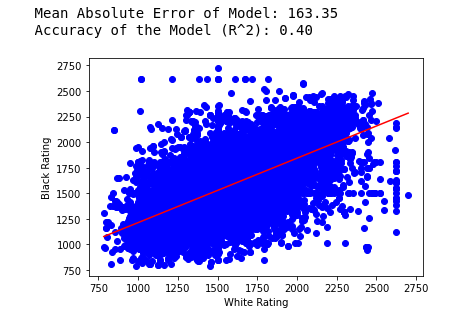 Mean Absolute Error of Model: 163.35
Accuracy of the Model (R^2): 0.40
2750
2500
2250
2000
1750
1500
1250
1000
750
Black Rating
750 1000 1250 1500 1750 2000 2250 2500 2750
White Rating